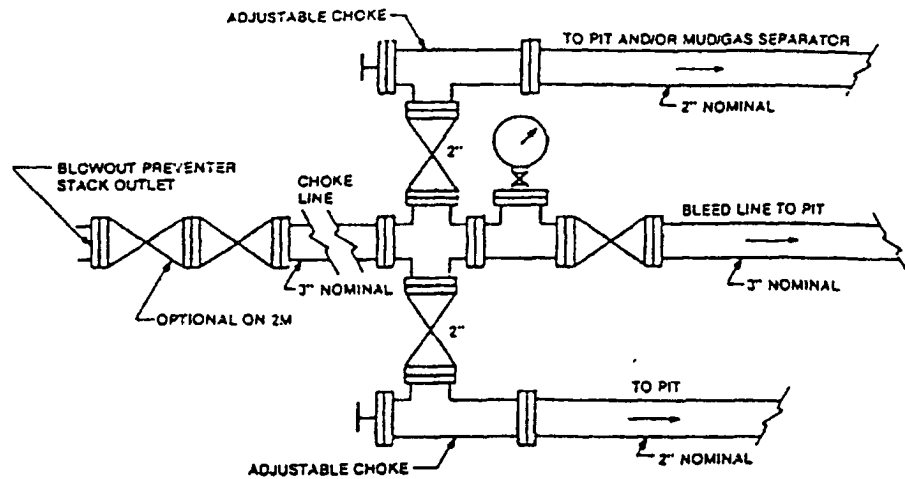 ADJUSTABLE CHOKE
TO PIT AND/OR MUD/GAS SEPARATOR
2" NOMINAL
2"
BLOWOUT PREVENTER
STACK OUTLET
CHOKE
LINE
BLEED LINE TO PIT
3" NOMINAL
3" NOMINAL
OPTIONAL ON 2M
2"
TO PIT
2" NOMINAL
ADJUSTABLE CHOKE